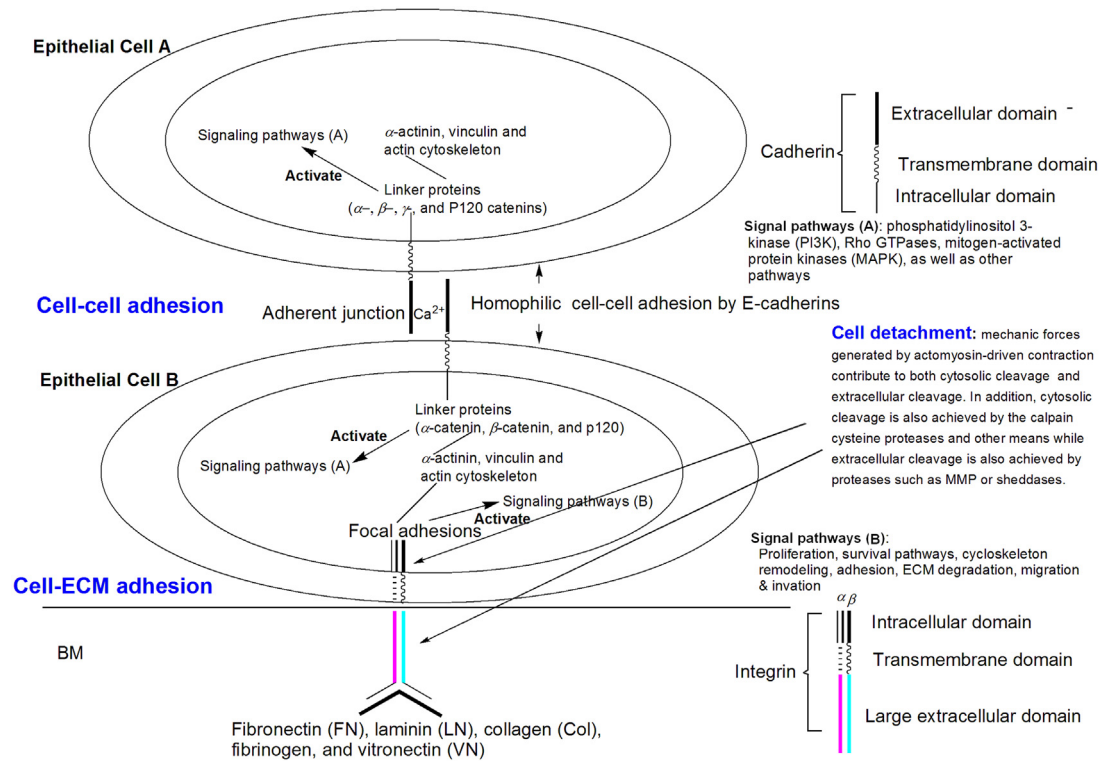 Epithelial Cell A
Signaling pathways (A)
α-actinin, vinculin and
actin cytoskeleton
Activate
Linker proteins
(α–, β–, γ-, and P120 catenins)
Cadherin
Extracellular domain -
Transmembrane domain
Intracellular domain
Signal pathways (A): phosphatidylinositol 3-
kinase (PI3K), Rho GTPases, mitogen-activated
protein kinases (MAPK), as well as other
pathways
Cell-cell adhesion
Adherent junction
Ca2+
Homophilic cell-cell adhesion by E-cadherins
Epithelial Cell B
Linker proteins
(α-catenin, β-catenin, and p120)
Activate
Signaling pathways (A)
α-actinin, vinculin and
actin cytoskeleton
Signaling pathways (B)
Activate
Focal adhesions
Cell detachment: mechanic forces
generated by actomyosin-driven contraction
contribute to both cytosolic cleavage and
extracellular cleavage. In addition, cytosolic
cleavage is also achieved by the calpain
cysteine proteases and other means while
extracellular cleavage is also achieved by
proteases such as MMP or sheddases.
Cell-ECM adhesion
BM
Signal pathways (B):
Proliferation, survival pathways, cycloskeleton
remodeling, adhesion, ECM degradation, migration
& invation
α β
Integrin
Intracellular domain
Transmembrane domain
Large extracellular domain
Fibronectin (FN), laminin (LN), collagen (Col),
fibrinogen, and vitronectin (VN)